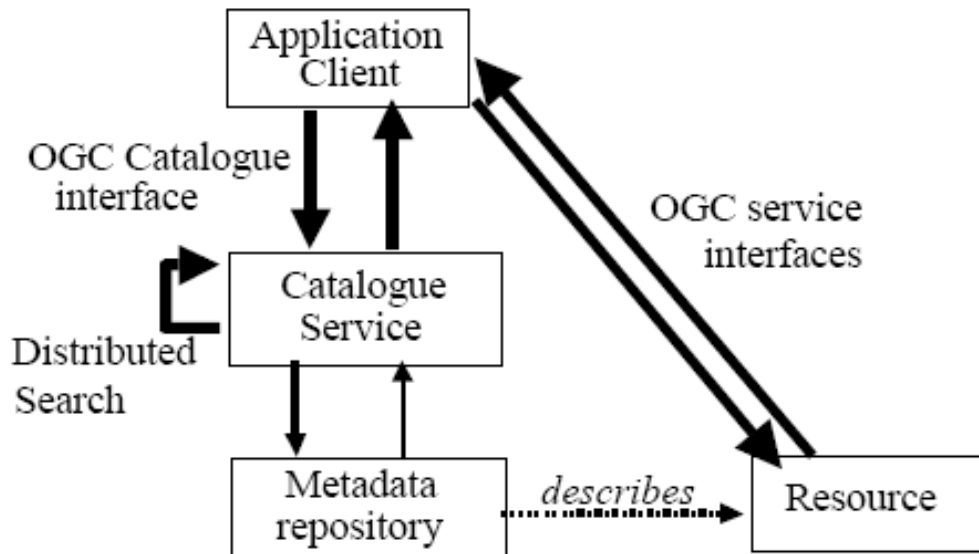 Application
Client
OGC Catalogue
interface
OGC service
interfaces
Catalogue
Service
Distributed
Search
Metadata
repository
describes
Resource